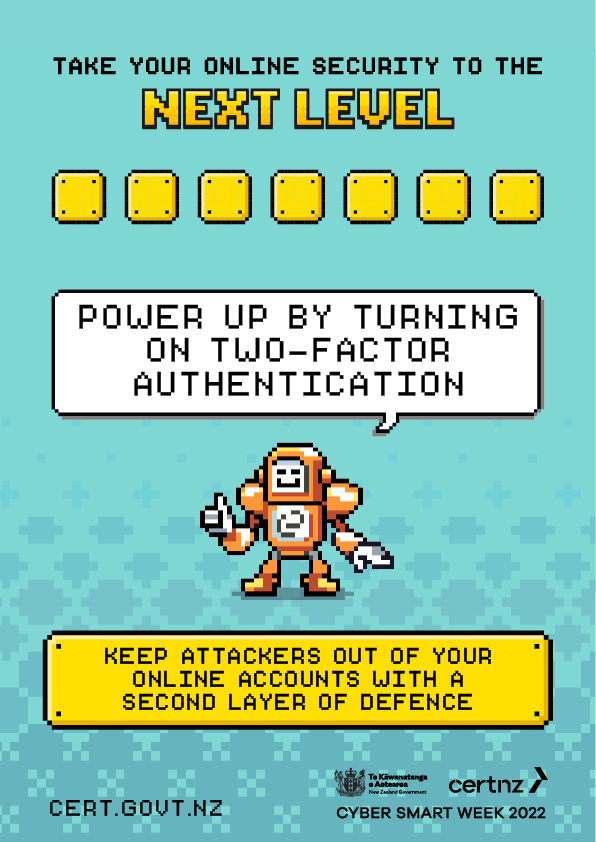 TAKE YOUR ONLINE SECURITY TO THE
NEXT LEVEL
POWER UP BY TURNING
ON TWO-FACTOR
AUTHENTICATION
KEEP ATTACKERS OUT OF YOUR
ONLINE ACCOUNTS WITH A
SECOND LAYER OF DEFENCE
CERT.GOVT.NZ
Te Kāwanatanga
o Aotearoa
New Zealand Government
certnz
CYBER SMART WEEK 2022